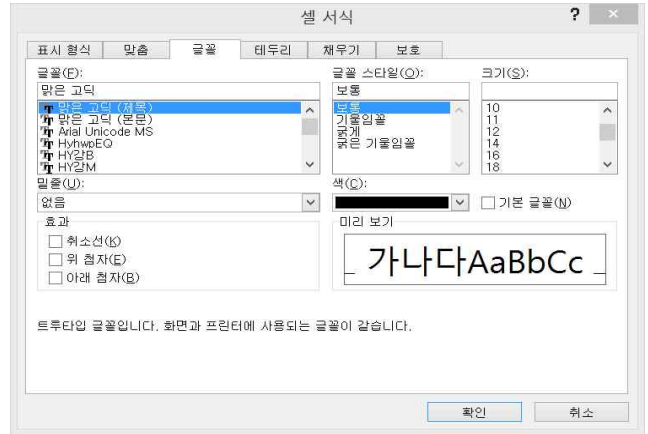 셀 서식
?
×
표시 형식 맞춤 글꼴 테두리 채우기 보호
글꼴(F): 글꼴 스타일(O): 크기(S):
맑은 고딕 보통
맑은 고딕 (제목) 보통 10
맑은 고딕 (본문) 기울임꼴 11
Arial Unicode MS 굵게 12
HyhwpEQ 굵은 기울임꼴 14
HY강B 16
HY강M 18
밑줄(U): 색(C):
없음 기본 글꼴(N)
효과 미리 보기
취소선(K)
위 첨자(E) 가나다AaBbCc
아래 첨자(B)
트루타입 글꼴입니다. 화면과 프린터에 사용되는 글꼴이 같습니다.
확인 취소